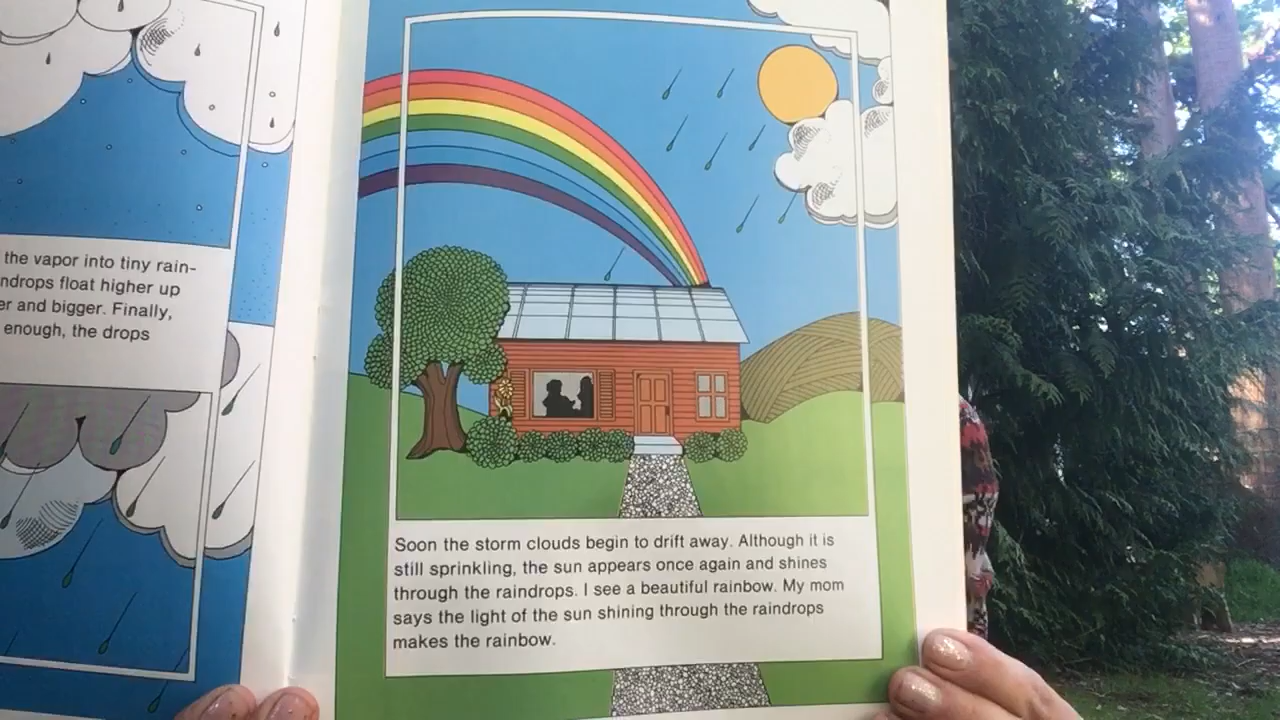 the vapor into tiny rain-
ndrops float higher up
er and bigger. Finally,
enough, the drops
Soon the storm clouds begin to drift away. Although it is
still sprinkling, the sun appears once again and shines
through the raindrops. I see a beautiful rainbow. My mom
says the light of the sun shining through the raindrops
makes the rainbow.